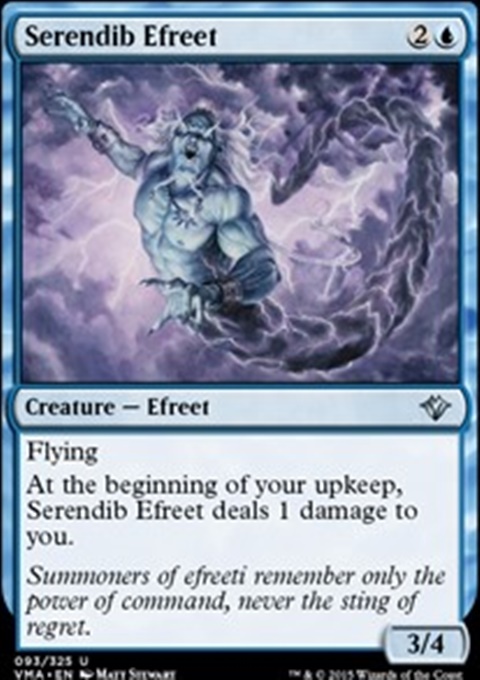 Serendib Efreet 2
Creature — Efreet
Flying
At the beginning of your upkeep,
Serendib Efreet deals 1 damage to
you.
Summoners of efreeti remember only the
power of command, never the sting of
regret.
3/4
093/325 U
VMA • EN Matt Stewart
™ & © 2015 Wizards of the Coast